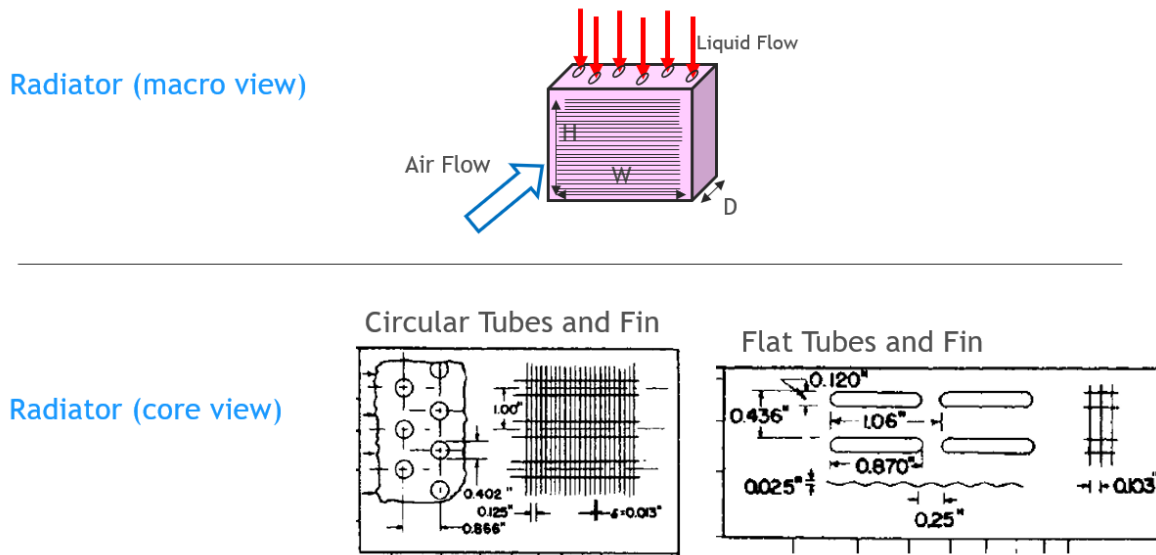 Liquid Flow
Radiator (macro view)
H
Air Flow
W
D
Circular Tubes and Fin
Flat Tubes and Fin
Radiator (core view)
1.00"
0.402"
0.125"
δ=0.013"
0.866"
0.120"
0.436"
1.06"
0.870"
0.025"
0.103"
0.25"